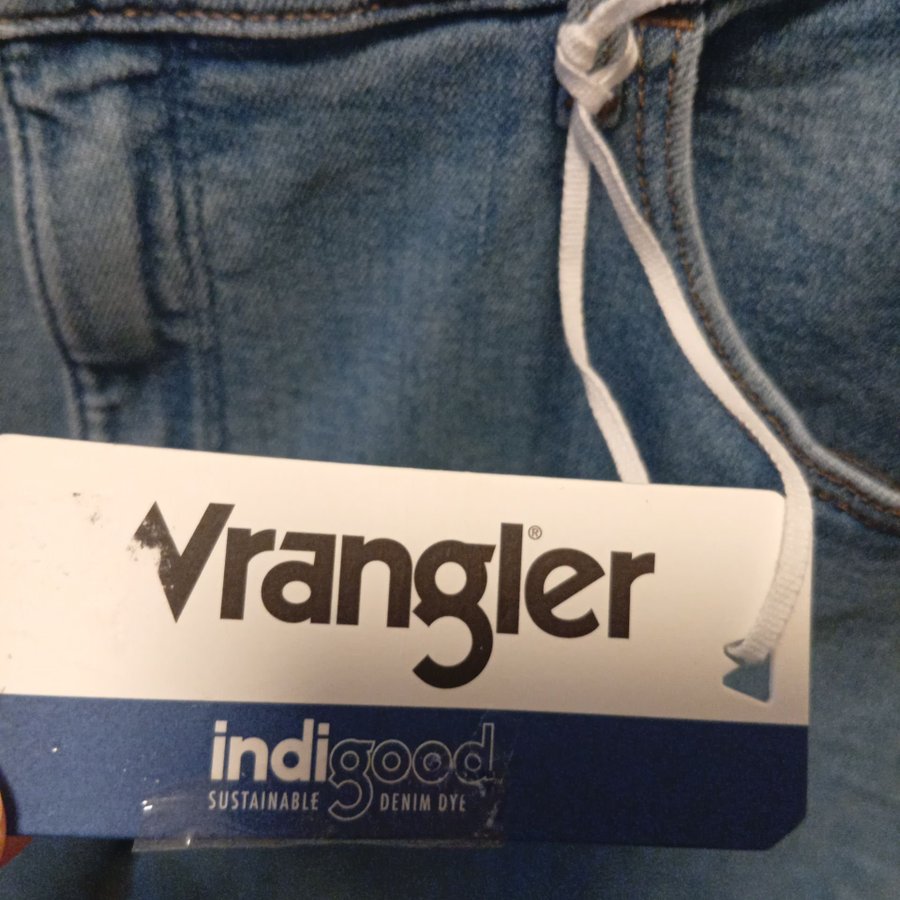 Wrangler®
indigood
SUSTAINABLE DENIM DYE